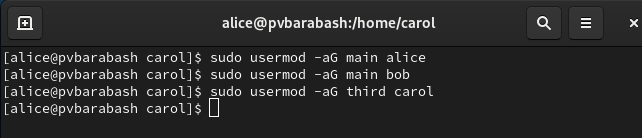 alice@pvbarabash:/home/carol
[alice@pvbarabash carol]$ sudo usermod -aG main alice
[alice@pvbarabash carol]$ sudo usermod -aG main bob
[alice@pvbarabash carol]$ sudo usermod -aG third carol
[alice@pvbarabash carol]$